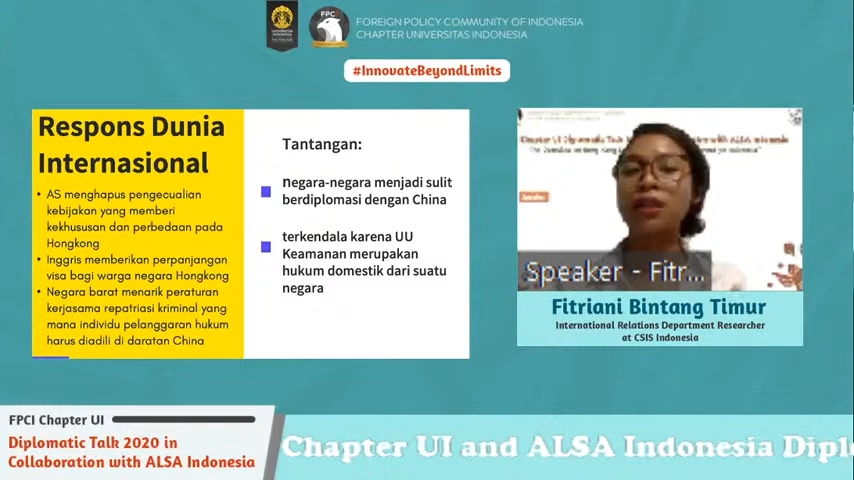 FPC
FOREIGN POLICY COMMUNITY OF INDONESIA
CHAPTER UNIVERSITAS INDONESIA
#InnovateBeyondLimits
Respons Dunia
Internasional
• AS menghapus pengecualian
kebijakan yang memberi
kekhususan dan perbedaan pada
Hongkong
• Inggris memberikan perpanjangan
visa bagi warga negara Hongkong
• Negara barat menarik peraturan
kerjasama repatriasi kriminal yang
mana individu pelanggaran hukum
harus diadili di daratan China
Tantangan:
negara-negara menjadi sulit
berdiplomasi dengan China
terkendala karena UU
Keamanan merupakan
hukum domestik dari suatu
negara
Speaker - Fitr...
Fitriani Bintang Timur
International Relations Department Researcher
at CSIS Indonesia
FPCI Chapter UI
Diplomatic Talk 2020 in
Collaboration with ALSA Indonesia
Chapter UI and ALSA Indonesia Diplo